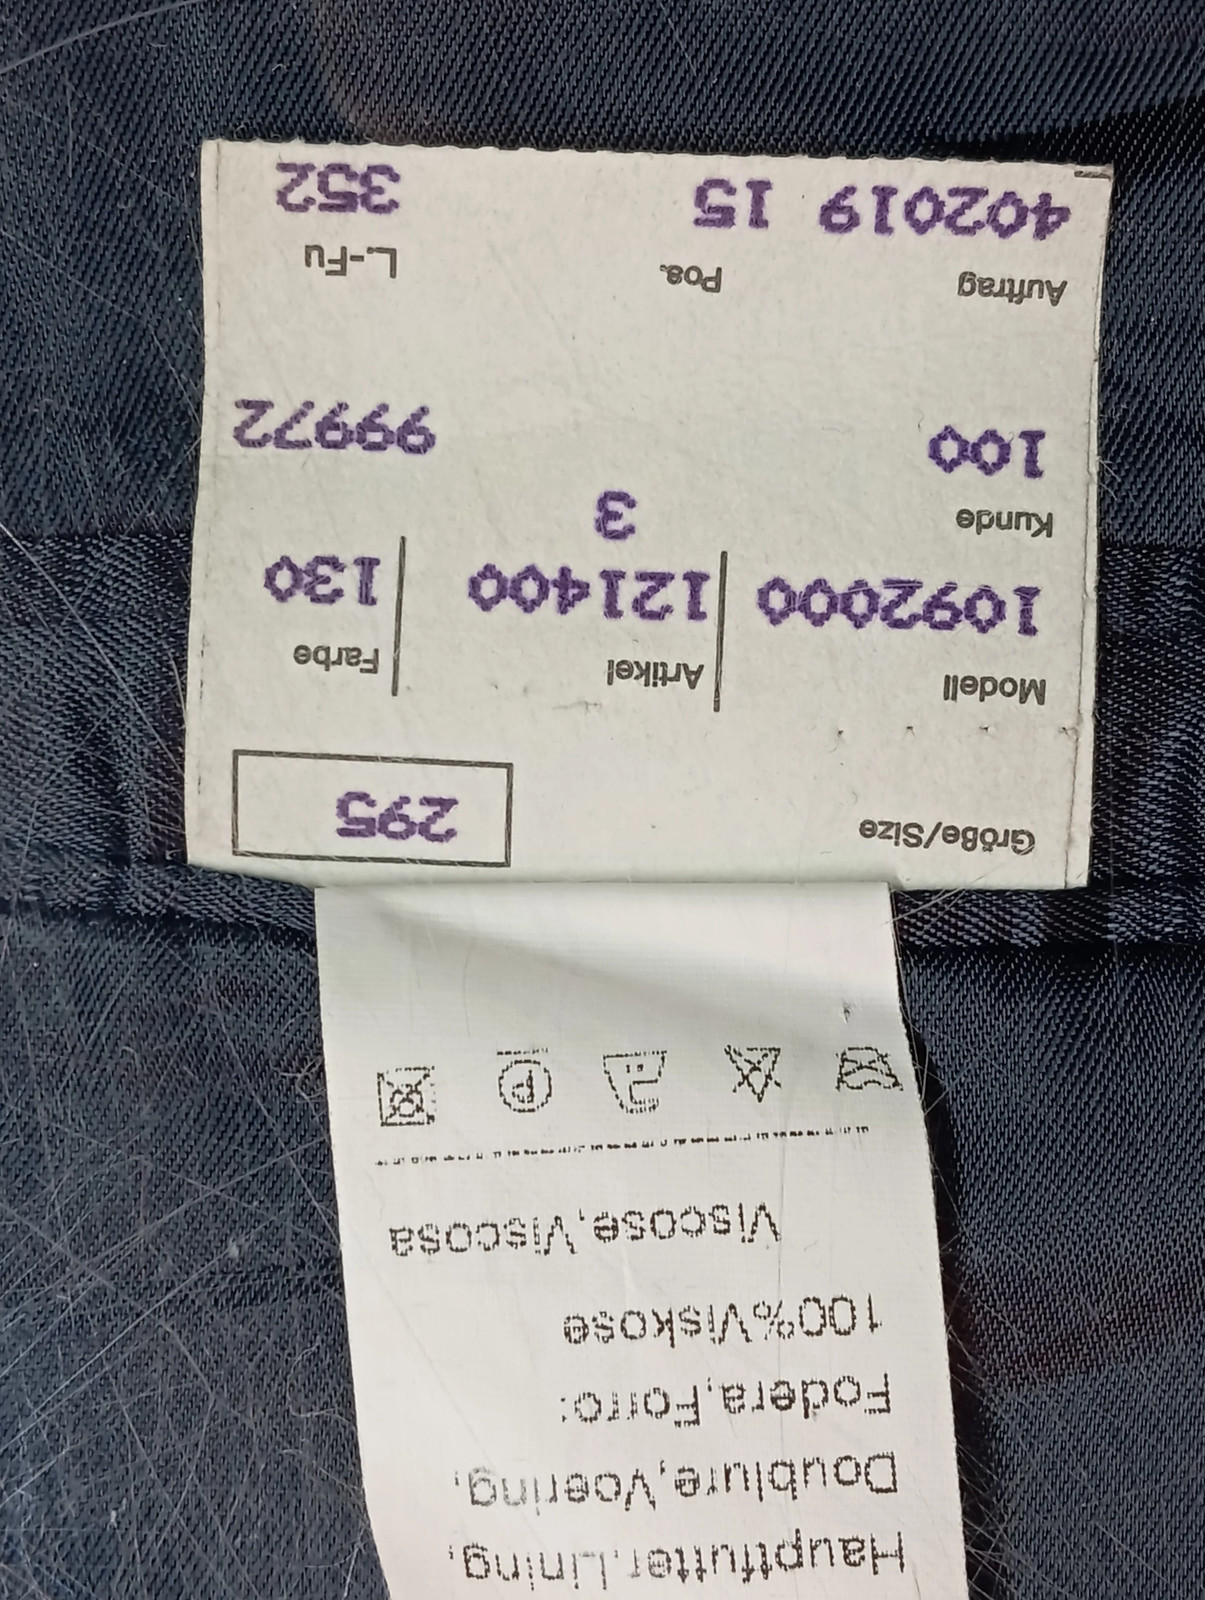 Hauptfutter,Lining,
Doublure,Voering,
Fodera,Forro:
100%Viskose
Viscose,Viscosa
P
Größe/Size 295
Modell Artikel Farbe
1092000 121400 130
Kunde 3
100 99972
Auftrag Pos. L.-Fu
402019 15 352